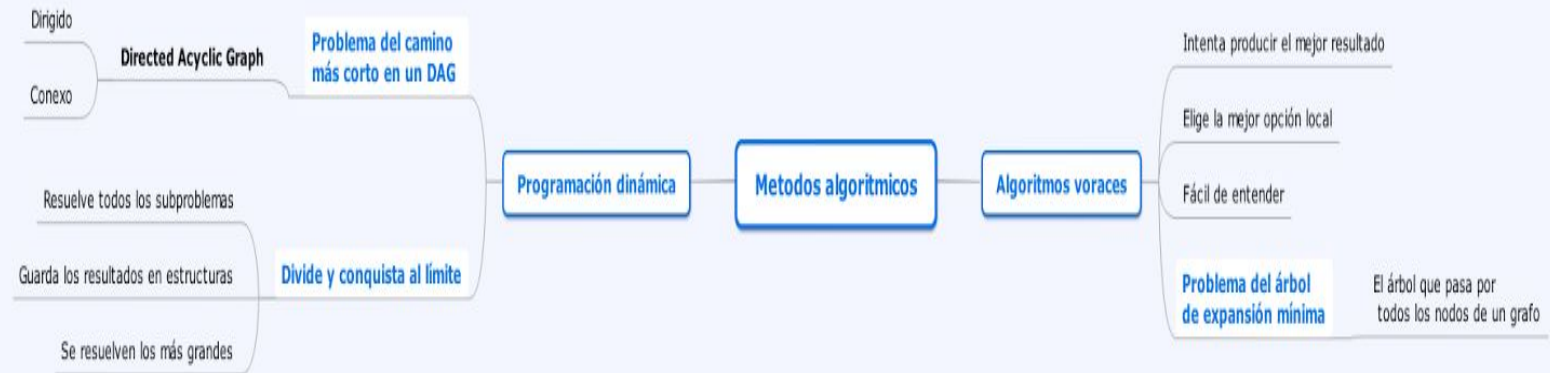 Dirigido
Directed Acyclic Graph
Conexo
Problema del camino
más corto en un DAG
Resuelve todos los subproblemas
Guarda los resultados en estructuras
Se resuelven los más grandes
Divide y conquista al límite
Programación dinámica
Metodos algoritmicos
Algoritmos voraces
Intenta producir el mejor resultado
Elige la mejor opción local
Fácil de entender
Problema del árbol
de expansión mínima
El árbol que pasa por
todos los nodos de un grafo